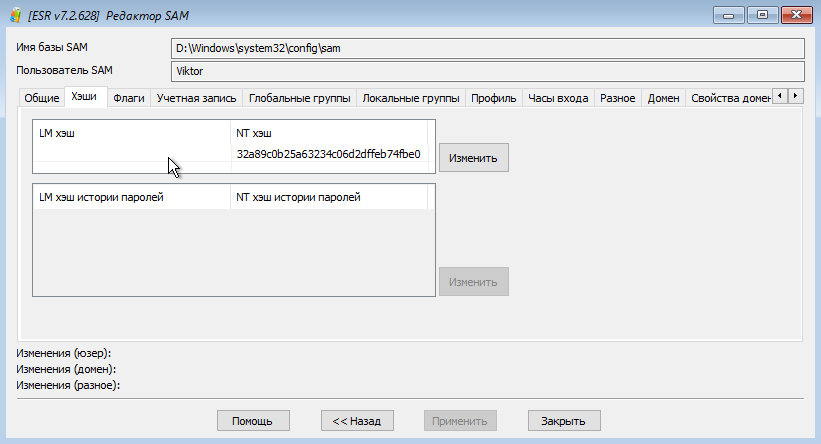 [ESR v7.2.628] Редактор SAM
Имя базы SAM
D:\Windows\system32\config\sam
Пользователь SAM
Viktor
Общие Хэши Флаги Учетная запись Глобальные группы Локальные группы Профиль Часы входа Разное Домен Свойства домен
LM хэш NT хэш
32a89c0b25a63234c06d2dffeb74fbe0
Изменить
LM хэш истории паролей NT хэш истории паролей
Изменить
Изменения (юзер):
Изменения (домен):
Изменения (разное):
Помощь << Назад Применить Закрыть